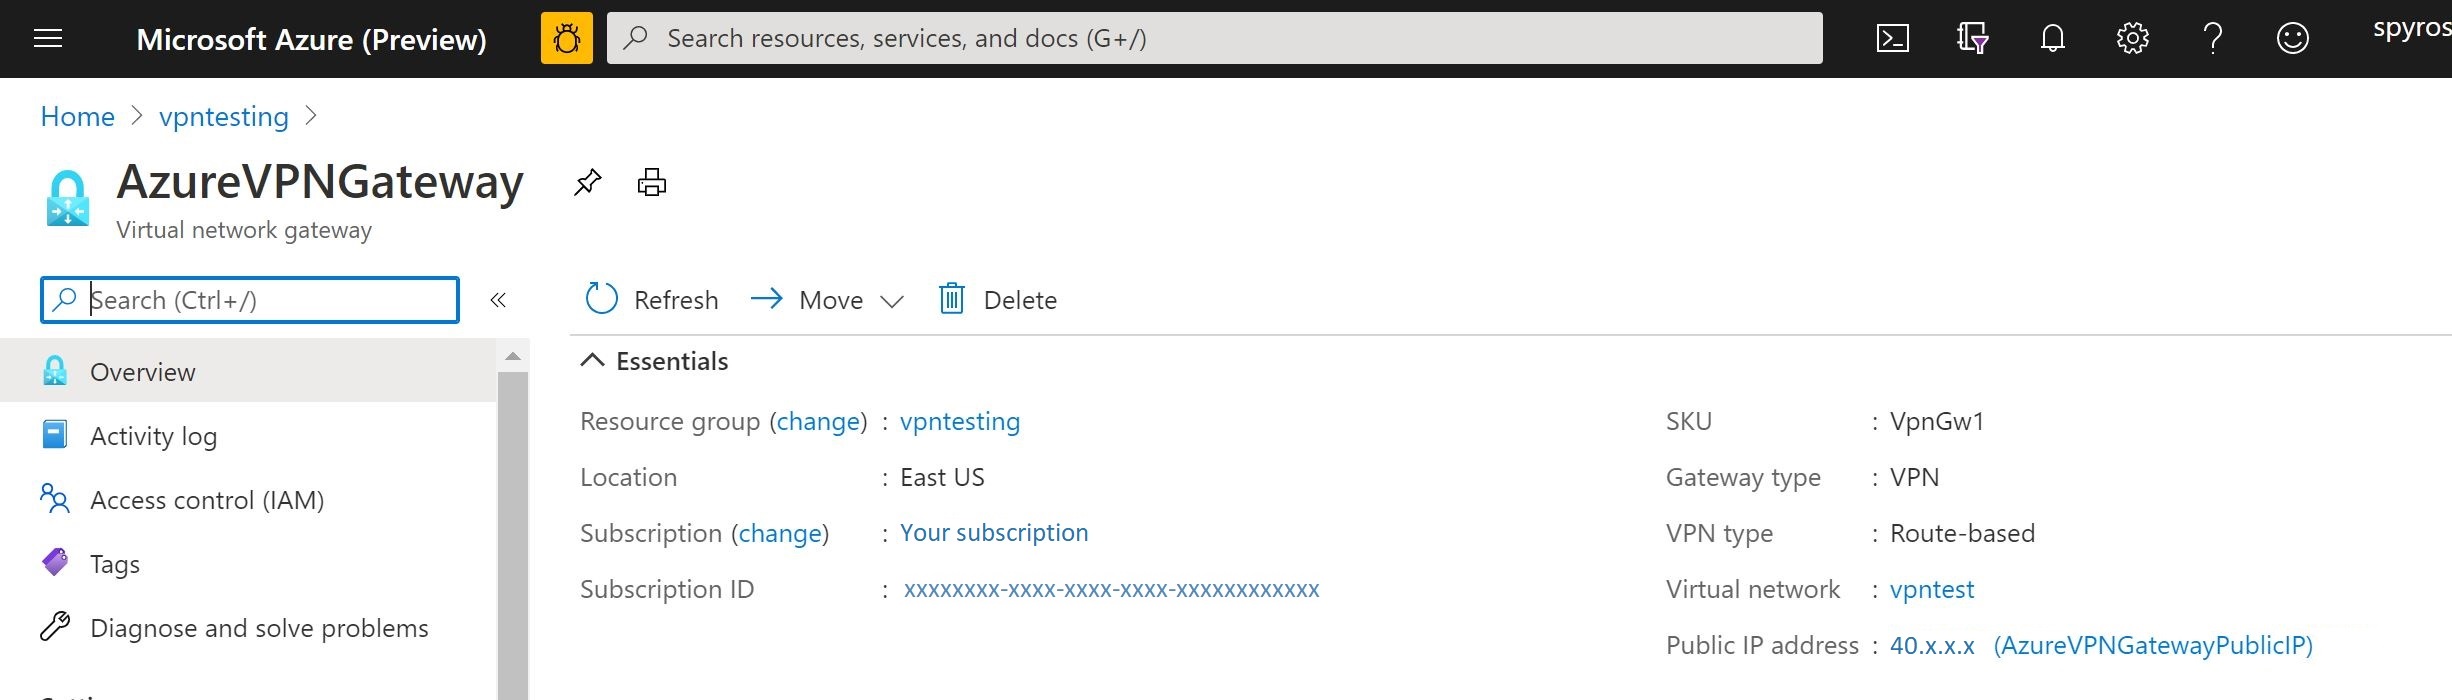 Microsoft Azure (Preview) Search resources, services, and docs (G+/) spyros
Home > vpntesting >
AzureVPNGateway
Virtual network gateway
Search (Ctrl+/) «
Refresh Move Delete
Overview
Activity log
Access control (IAM)
Tags
Diagnose and solve problems
Essentials
Resource group (change) : vpntesting
Location : East US
Subscription (change) : Your subscription
Subscription ID : xxxxxxxx-xxxx-xxxx-xxxx-xxxxxxxxxxxx
SKU : VpnGw1
Gateway type : VPN
VPN type : Route-based
Virtual network : vpntest
Public IP address : 40.x.x.x (AzureVPNGatewayPublicIP)